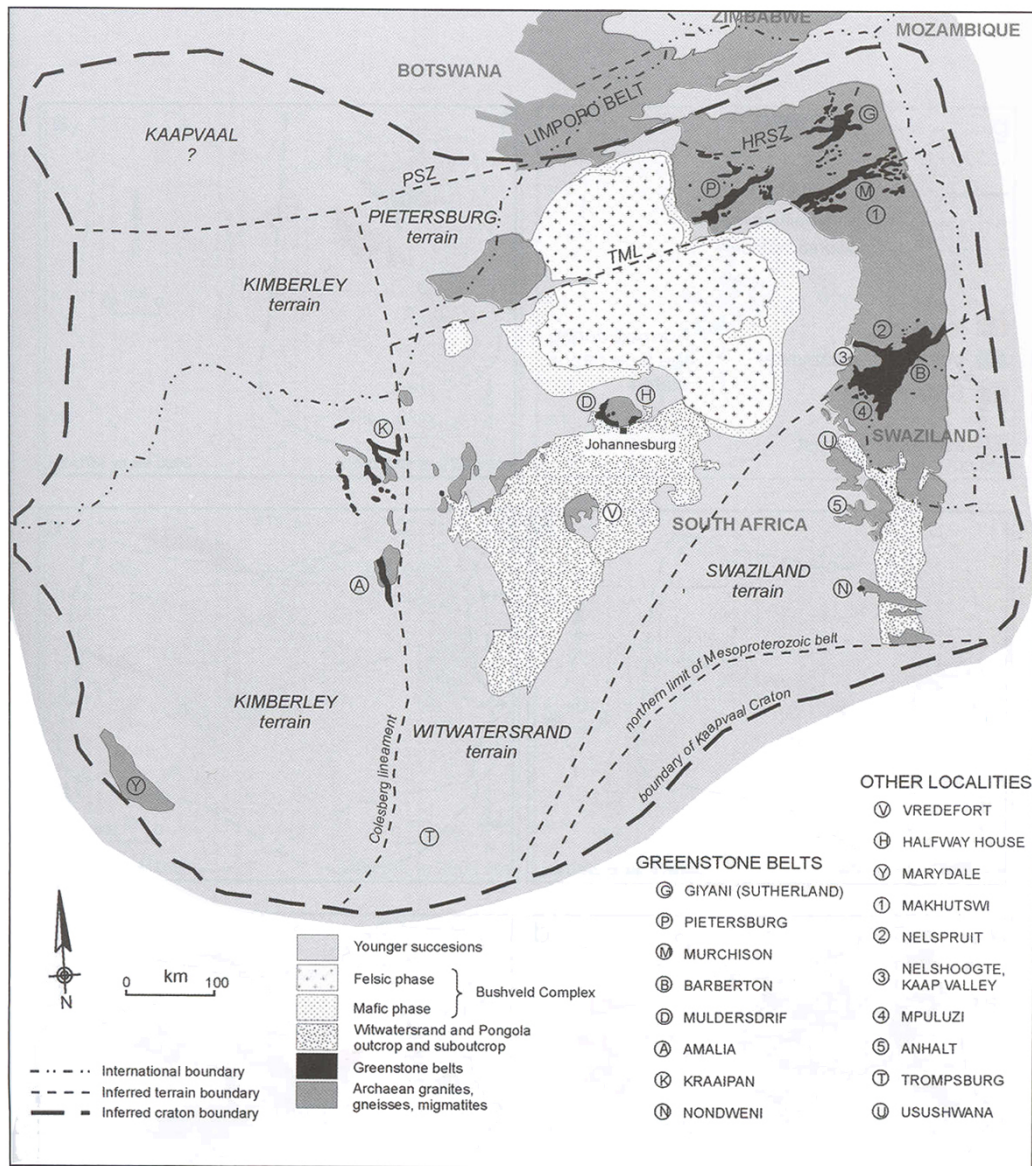 ZIMBABWE
MOZAMBIQUE
BOTSWANA
LIMPOPO BELT
KAAPVAAL
?
HRSZ
G
PSZ
P
M
1
PIETERSBURG
terrain
TML
KIMBERLEY
terrain
2
3
B
D
H
4
K
Johannesburg
U
SWAZILAND
V
5
SOUTH AFRICA
A
SWAZILAND
terrain
N
northern limit of Mesoproterozoic belt
KIMBERLEY
terrain
WITWATERSRAND
terrain
Colesberg lineament
boundary of Kaapvaal Craton
Y
T
OTHER LOCALITIES
V VREDEFORT
H HALFWAY HOUSE
Y MARYDALE
1 MAKHUTSWI
2 NELSPRUIT
3 NELSHOOGTE,
KAAP VALLEY
4 MPULUZI
5 ANHALT
T TROMPSBURG
U USUSHWANA
GREENSTONE BELTS
G GIYANI (SUTHERLAND)
P PIETERSBURG
M MURCHISON
B BARBERTON
D MULDERSDRIF
A AMALIA
K KRAAIPAN
N NONDWENI
N
km
0 100
Younger succesions
Felsic phase
Mafic phase
Bushveld Complex
Witwatersrand and Pongola
outcrop and suboutcrop
Greenstone belts
Archaean granites,
gneisses, migmatites
International boundary
Inferred terrain boundary
Inferred craton boundary